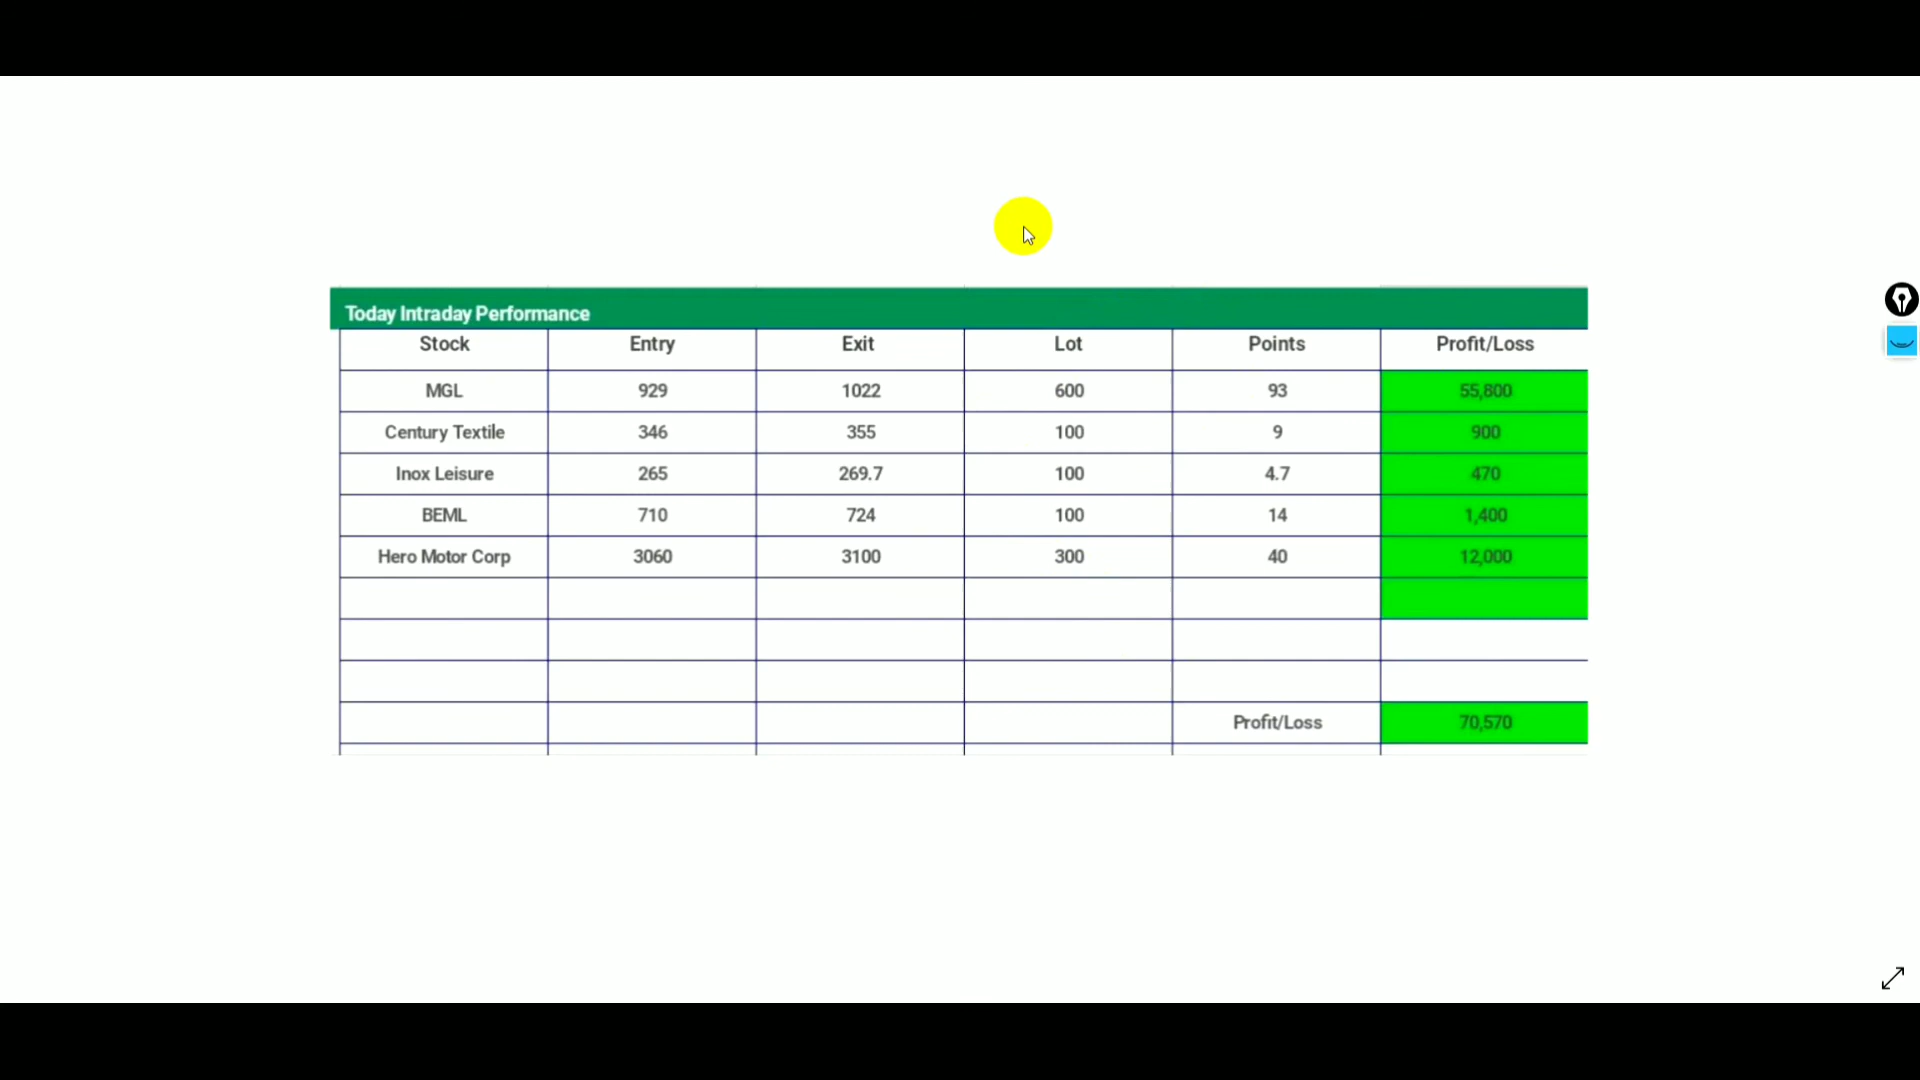 Today Intraday Performance
Stock Entry Exit Lot Points Profit/Loss
MGL 929 1022 600 93 55,800
Century Textile 346 355 100 9 900
Inox Leisure 265 269.7 100 4.7 470
BEML 710 724 100 14 1,400
Hero Motor Corp 3060 3100 300 40 12,000
Profit/Loss 70,570